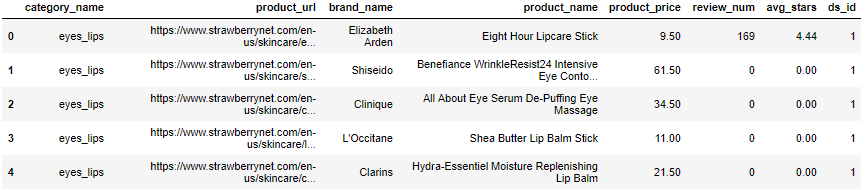 category_name product_url brand_name product_name product_price review_num avg_stars ds_id
0 eyes_lips https://www.strawberrynet.com/en-us/skincare/e... Elizabeth Arden Eight Hour Lipcare Stick 9.50 169 4.44 1
1 eyes_lips https://www.strawberrynet.com/en-us/skincare/s... Shiseido Benefiance WrinkleResist24 Intensive Eye Conto... 61.50 0 0.00 1
2 eyes_lips https://www.strawberrynet.com/en-us/skincare/c... Clinique All About Eye Serum De-Puffing Eye Massage 34.50 0 0.00 1
3 eyes_lips https://www.strawberrynet.com/en-us/skincare/l... L'Occitane Shea Butter Lip Balm Stick 11.00 0 0.00 1
4 eyes_lips https://www.strawberrynet.com/en-us/skincare/c... Clarins Hydra-Essentiel Moisture Replenishing Lip Balm 21.50 0 0.00 1